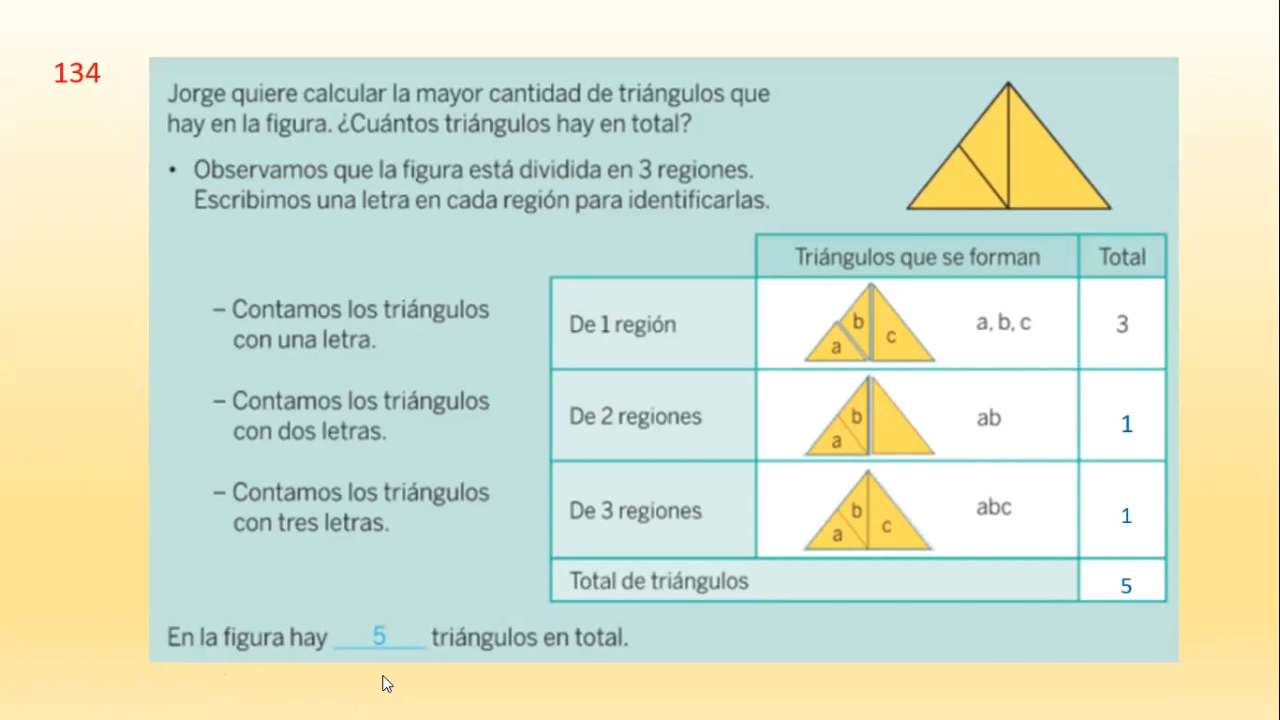 134
Jorge quiere calcular la mayor cantidad de triángulos que
hay en la figura. ¿Cuántos triángulos hay en total?
• Observamos que la figura está dividida en 3 regiones.
Escribimos una letra en cada región para identificarlas.
Triángulos que se forman Total
– Contamos los triángulos
con una letra.
De 1 región
a b c
a, b, c
3
– Contamos los triángulos
con dos letras.
De 2 regiones
a b
ab
1
– Contamos los triángulos
con tres letras.
De 3 regiones
a b c
abc
1
Total de triángulos 5
En la figura hay 5 triángulos en total.